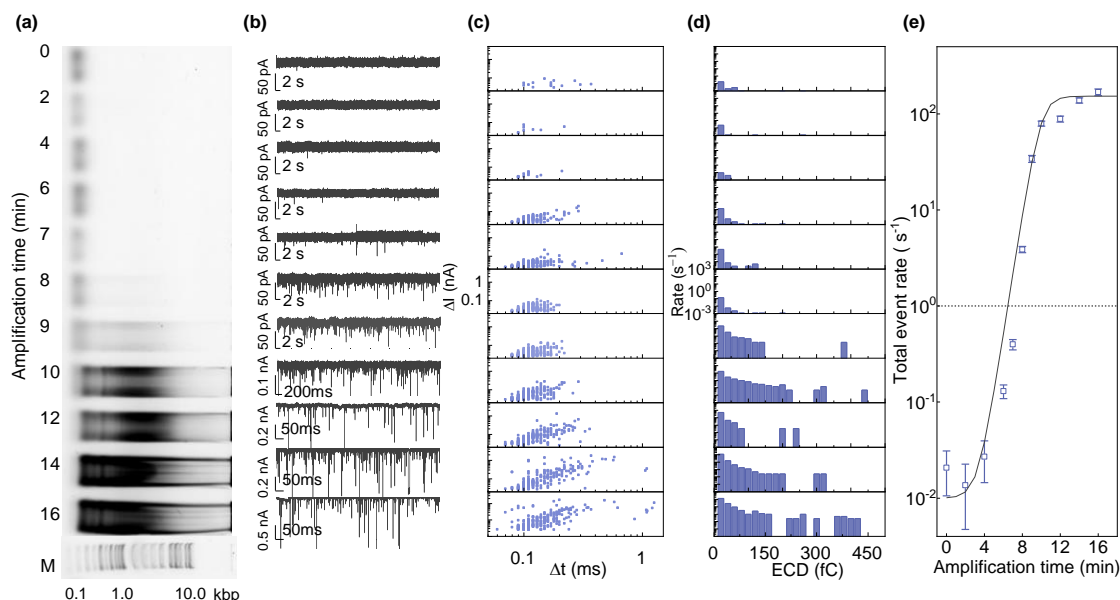 (a)
(b)
(c)
(d)
(e)
Amplification time (min)
0
2
4
6
7
8
9
10
12
14
16
M
0.1 1.0 10.0 kbp
50 pA
2 s
50 pA
2 s
50 pA
2 s
50 pA
2 s
50 pA
2 s
50 pA
2 s
50 pA
2 s
0.1 nA
200ms
0.2 nA
50ms
0.2 nA
50ms
0.5 nA
50ms
ΔI (nA)
1
0.1
0.1 1
Δt (ms)
Rate (s⁻¹)
10³
10⁰
10⁻³
0 150 300 450
ECD (fC)
Total event rate ( s⁻¹)
10²
10¹
10⁰
10⁻¹
10⁻²
0 4 8 12 16
Amplification time (min)